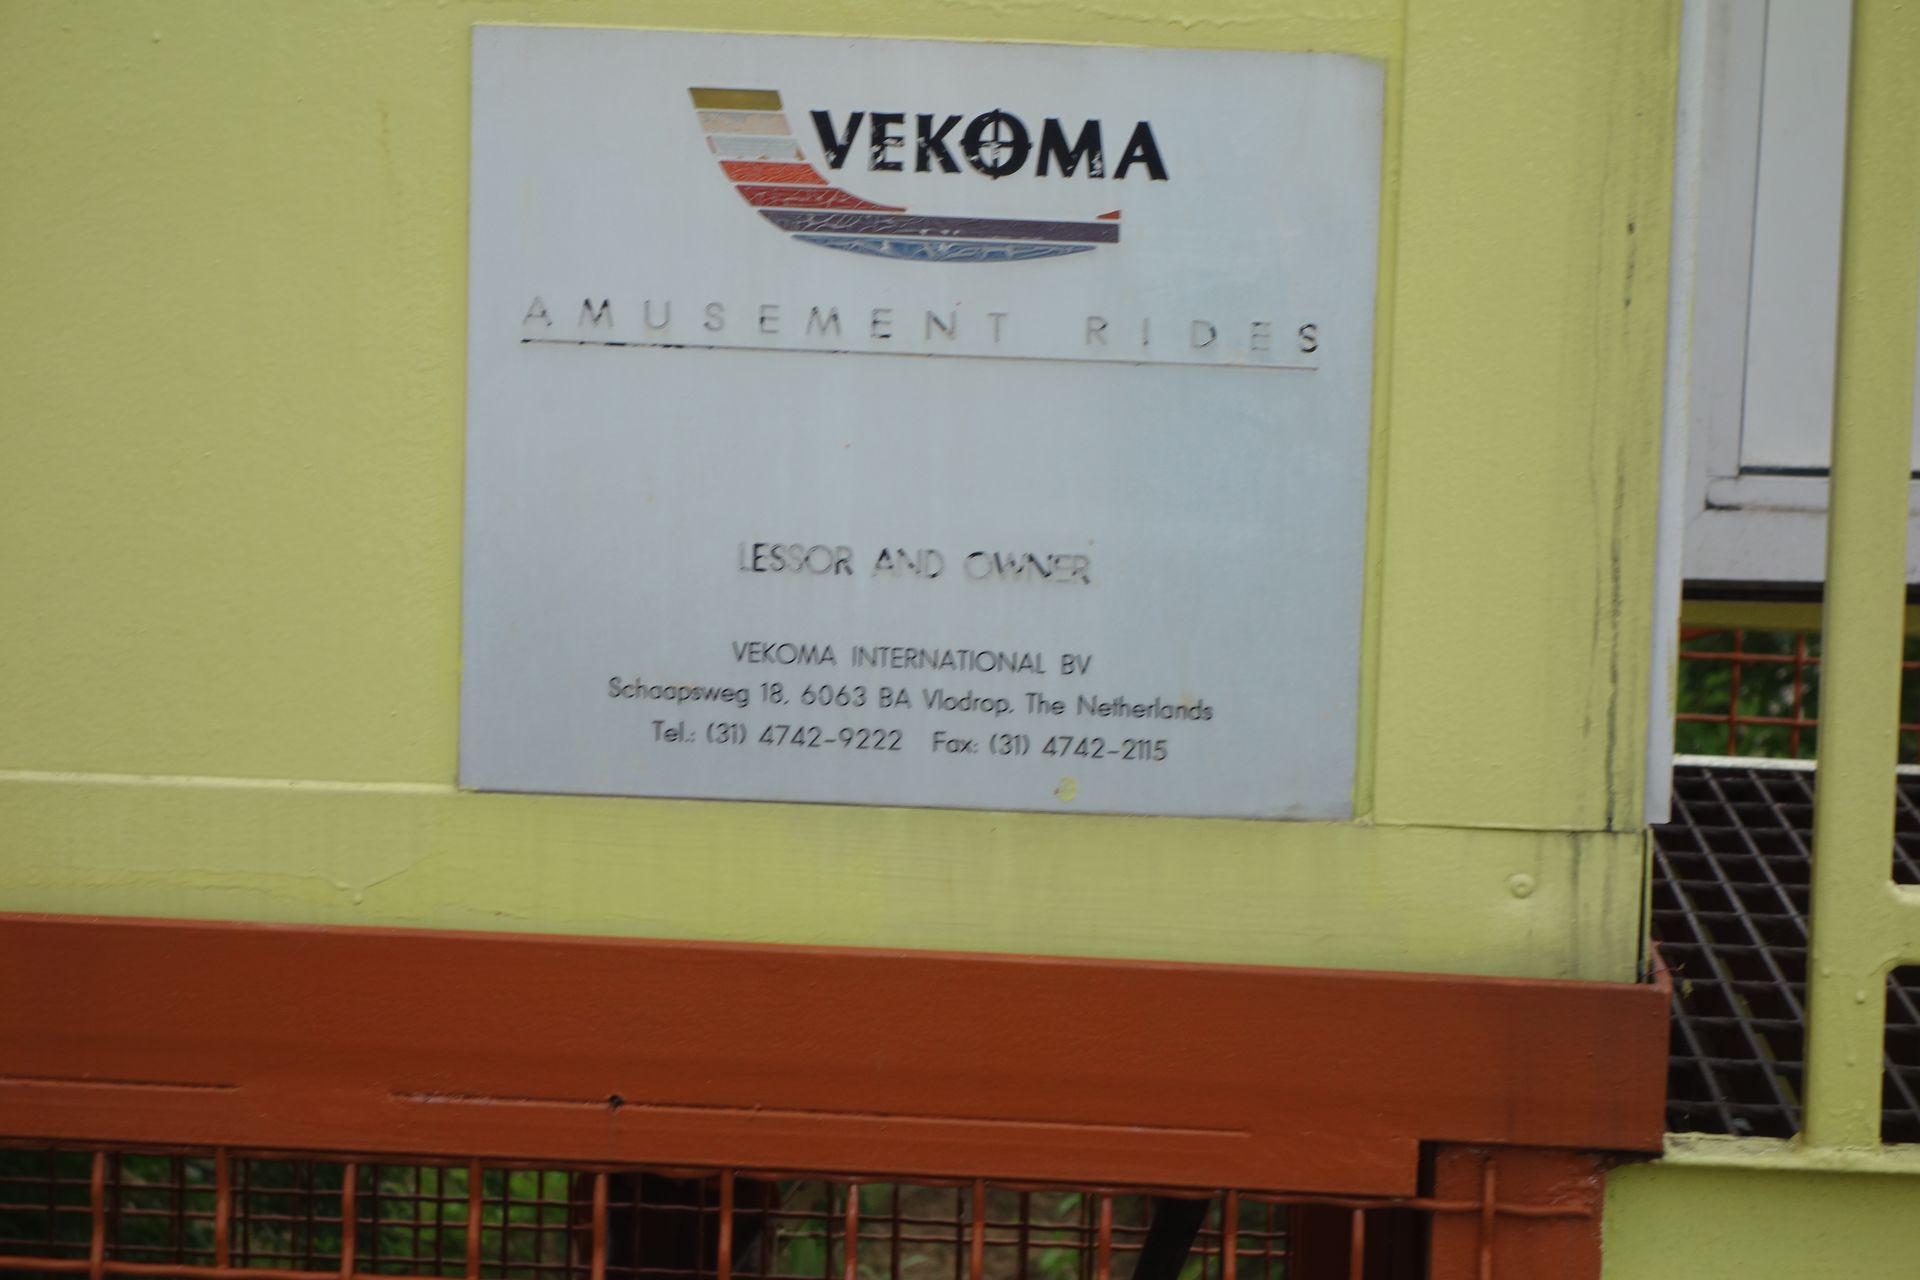 VEKOMA
AMUSEMENT RIDES
LESSOR AND OWNER
VEKOMA INTERNATIONAL BV
Schaapsweg 18, 6063 BA Vlodrop, The Netherlands
Tel.: (31) 4742-9222 Fax: (31) 4742-2115